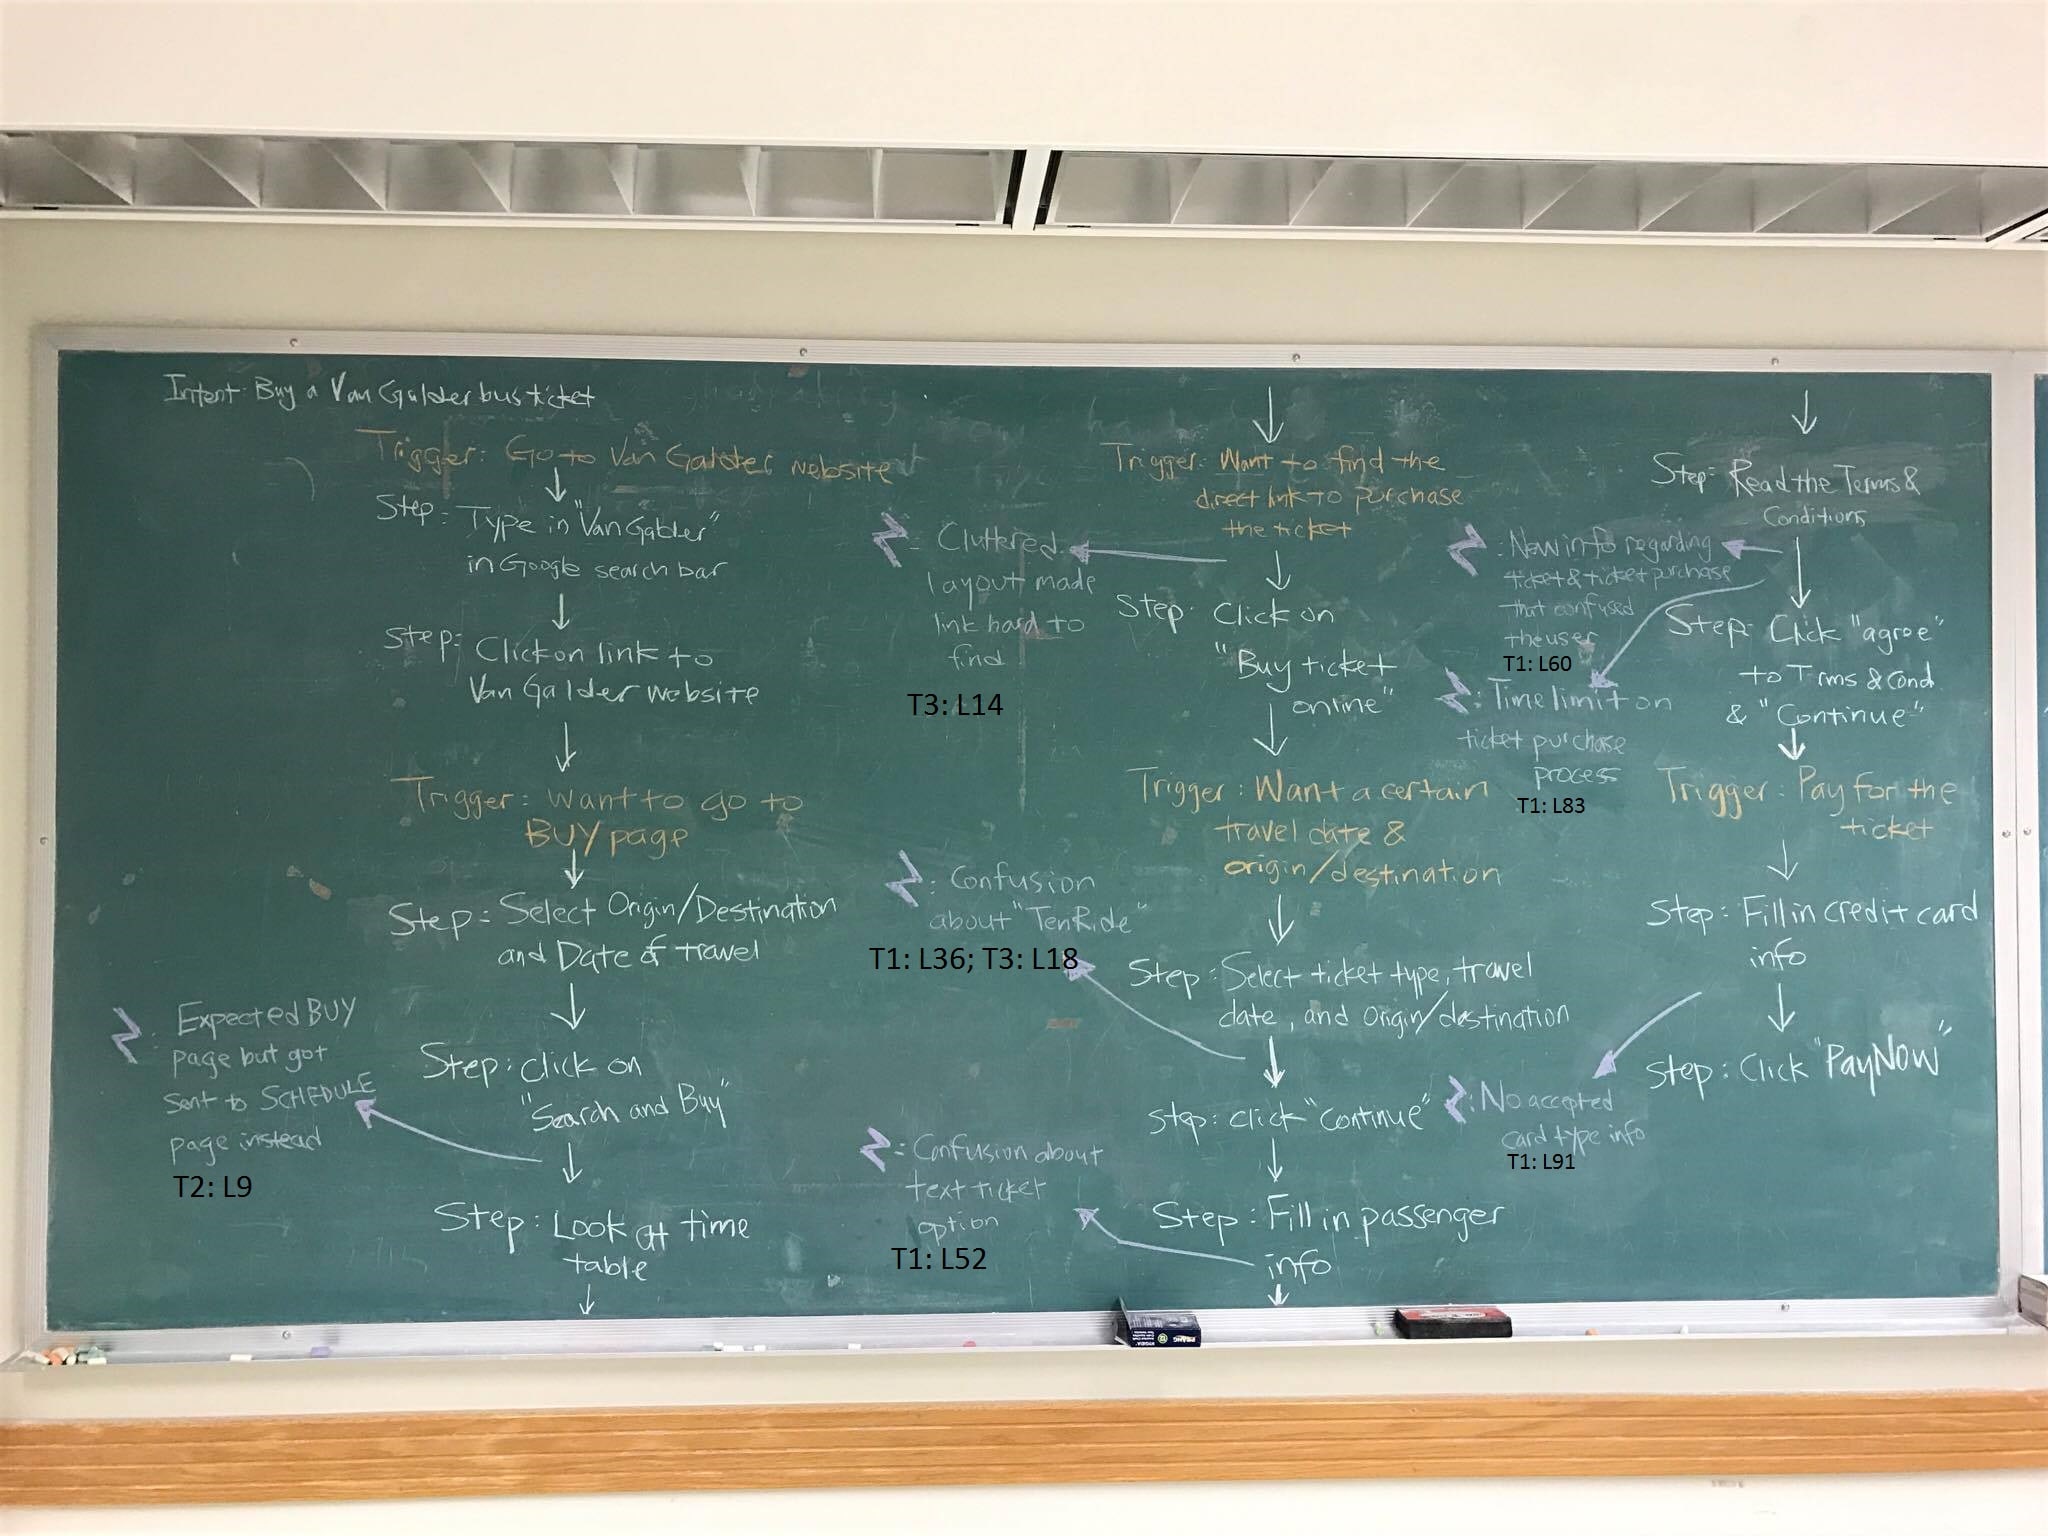 Intent: Buy a Van Galder bus ticket
Trigger: Go to Van Galder website
Step: Type in "Van Galder"
in Google search bar
Step: Click on link to
Van Galder website
Trigger: Want to go to
BUY page
Step: Select Origin/Destination
and Date of travel
Step: Click on
"Search and Buy"
: Expected BUY
page but got
sent to SCHEDULE
page instead
T2: L9
Step: Look at time
table
Trigger: Want to find the
direct link to purchase
the ticket
: Cluttered
layout made
link hard to
find
T3: L14
Step: Click on
"Buy ticket
online"
Trigger: Want a certain
travel date &
origin/destination
Step: Select ticket type, travel
date, and origin/destination
: Confusion
about "TenRide"
T1: L36; T3: L18
Step: Click "Continue"
Step: Fill in passenger
info
: Confusion about
text ticket
option
T1: L52
Step: Read the Terms &
Conditions
: New info regarding
ticket & ticket purchase
that confused
the user
T1: L60
: Time limit on
ticket purchase
process
T1: L83
Step: Click "agree"
to Trms & cond
& "Continue"
Trigger: Pay for the
ticket
Step: Fill in credit card
info
: No accepted
card type info
T1: L91
Step: Click "PayNow"
PRANG